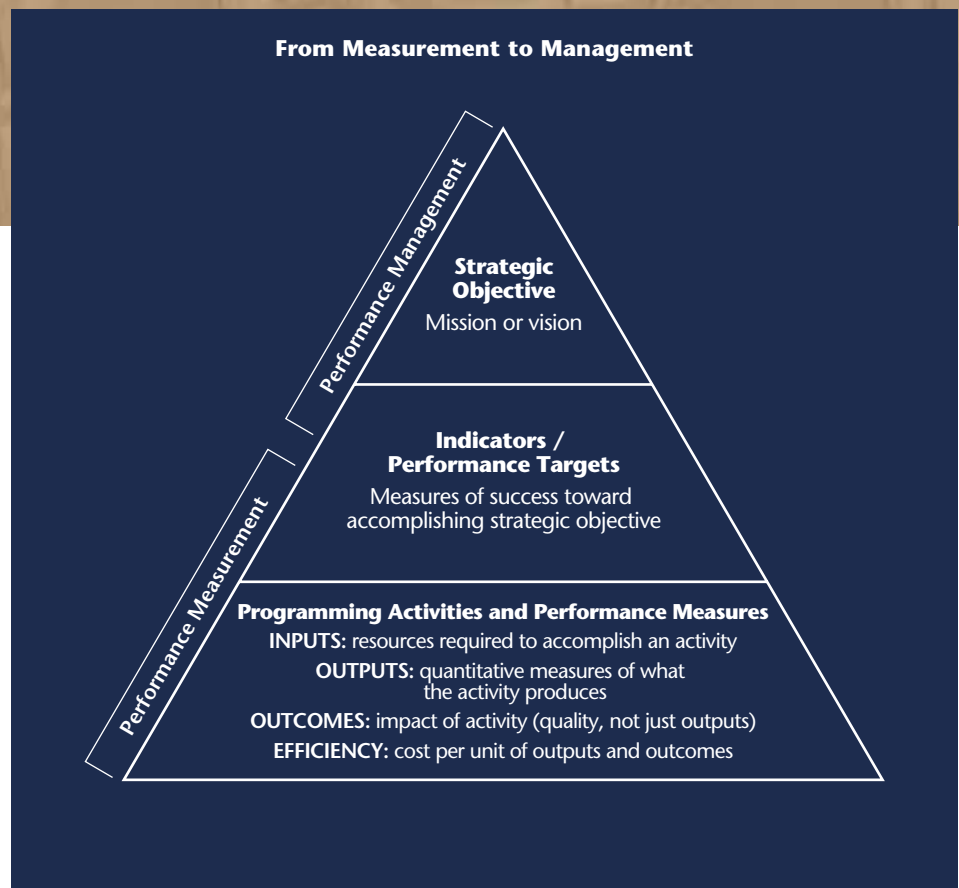 From Measurement to Management
Performance Management
Strategic
Objective
Mission or vision
Indicators /
Performance Targets
Measures of success toward
accomplishing strategic objective
Performance Measurement
Programming Activities and Performance Measures
INPUTS: resources required to accomplish an activity
OUTPUTS: quantitative measures of what
the activity produces
OUTCOMES: impact of activity (quality, not just outputs)
EFFICIENCY: cost per unit of outputs and outcomes